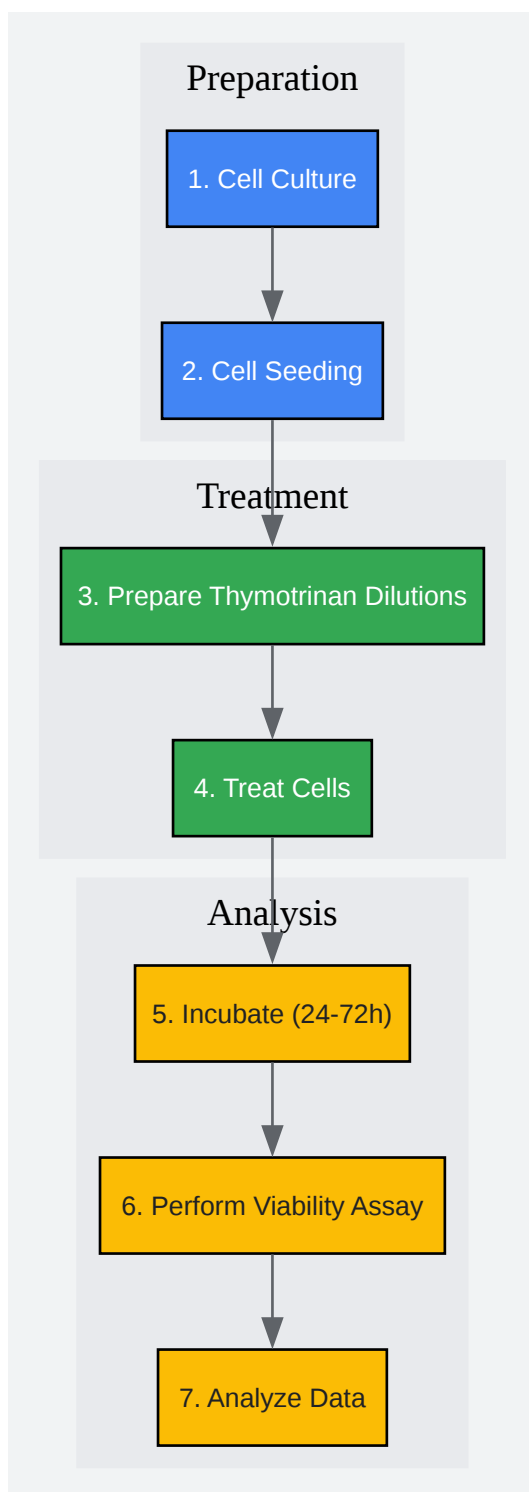 Preparation
1. Cell Culture
2. Cell Seeding
Treatment
3. Prepare Thymotrinan Dilutions
4. Treat Cells
Analysis
5. Incubate (24-72h)
6. Perform Viability Assay
7. Analyze Data